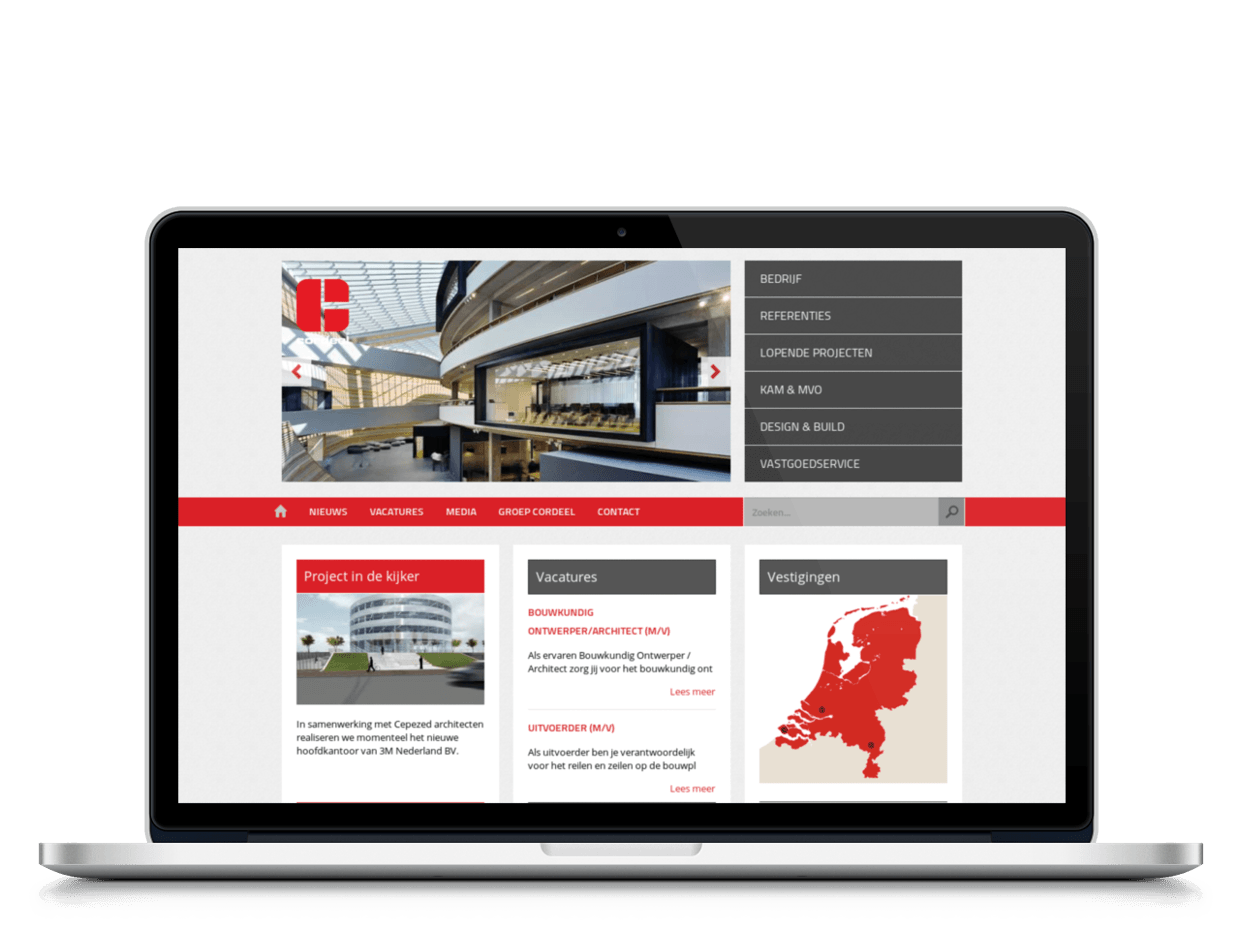 cordeel
BEDRIJF
REFERENTIES
LOPENDE PROJECTEN
KAM & MVO
DESIGN & BUILD
VASTGOEDSERVICE
NIEUWS VACATURES MEDIA GROEP CORDEEL CONTACT Zoeken...
Project in de kijker
In samenwerking met Cepezed architecten
realiseren we momenteel het nieuwe
hoofdkantoor van 3M Nederland BV.
Vacatures
BOUWKUNDIG
ONTWERPER/ARCHITECT (M/V)
Als ervaren Bouwkundig Ontwerper /
Architect zorg jij voor het bouwkundig ont
Lees meer
UITVOERDER (M/V)
Als uitvoerder ben je verantwoordelijk
voor het reilen en zeilen op de bouwpl
Lees meer
Vestigingen